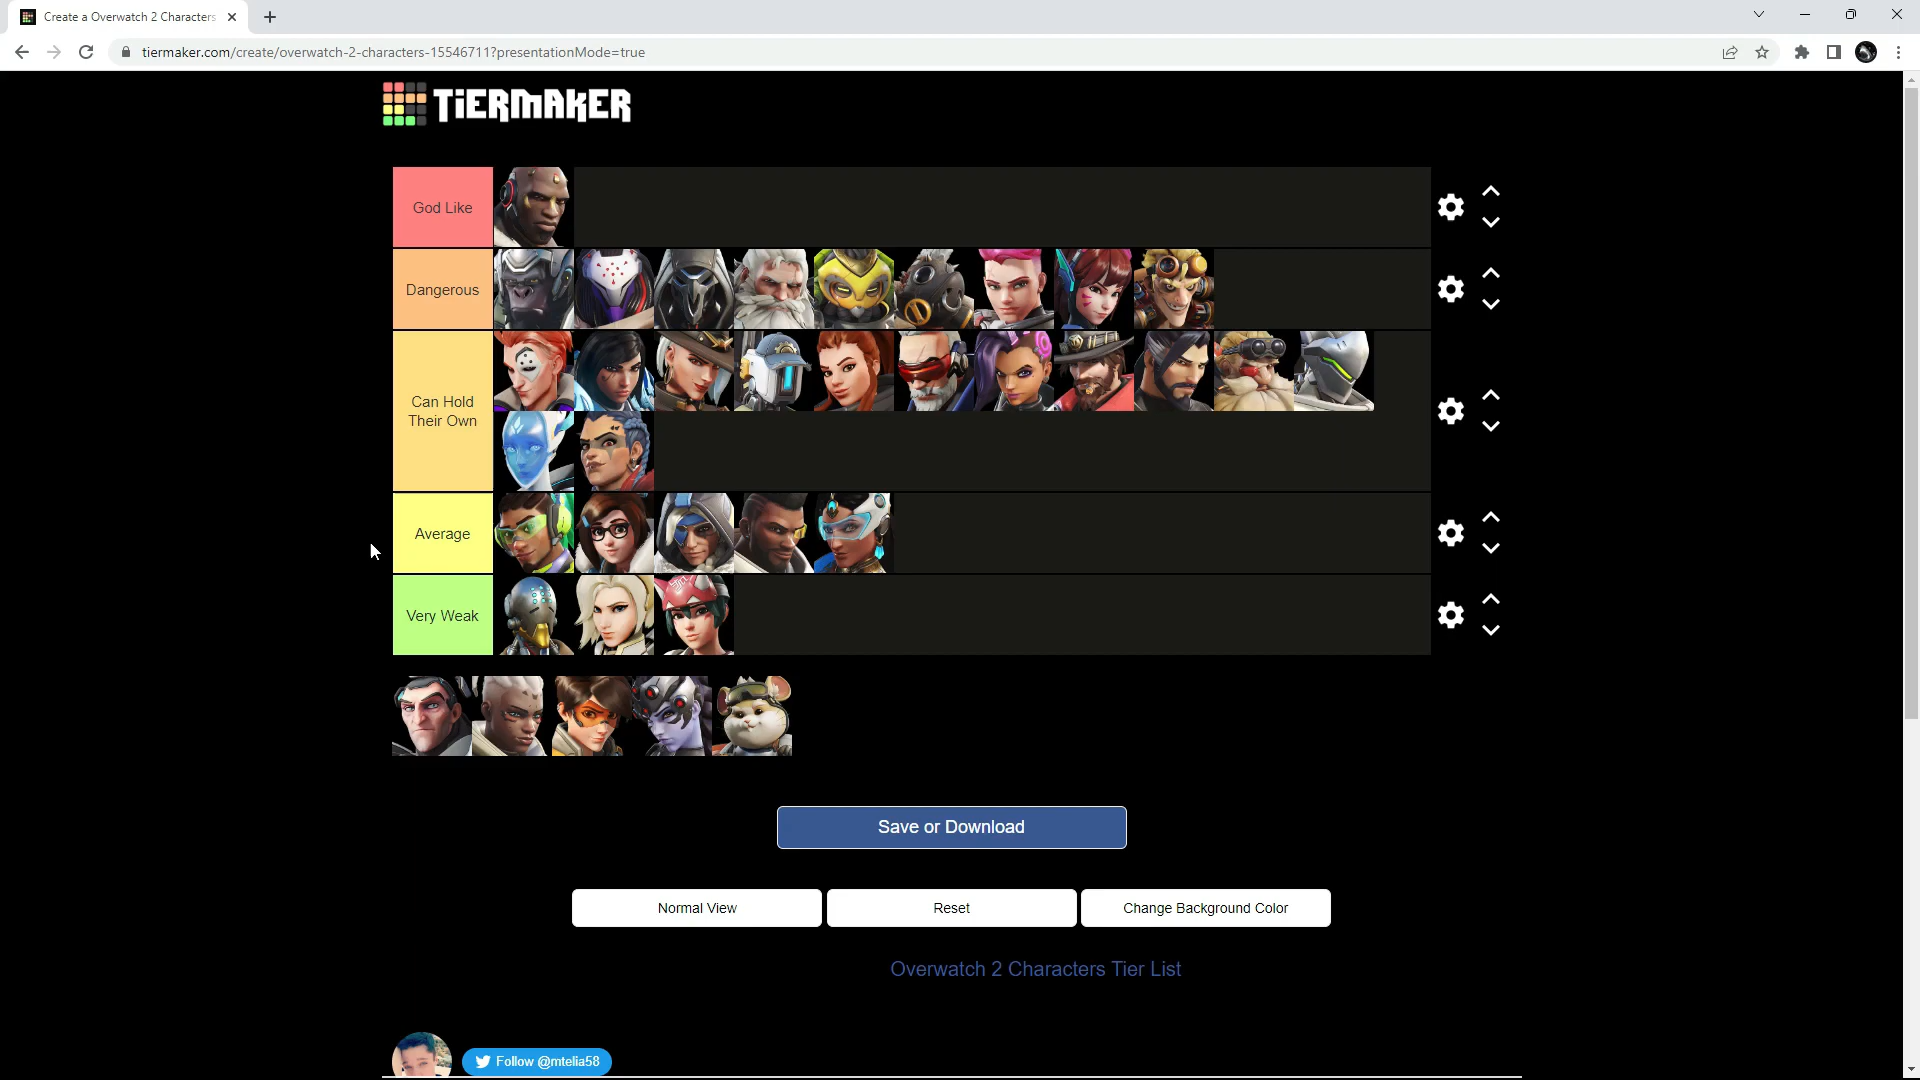 Create a Overwatch 2 Characters
tiermaker.com/create/overwatch-2-characters-15546711?presentationMode=true
TiERMAKER
God Like
Dangerous
Can Hold
Their Own
Average
Very Weak
Save or Download
Normal View
Reset
Change Background Color
Overwatch 2 Characters Tier List
Follow @mtelia58